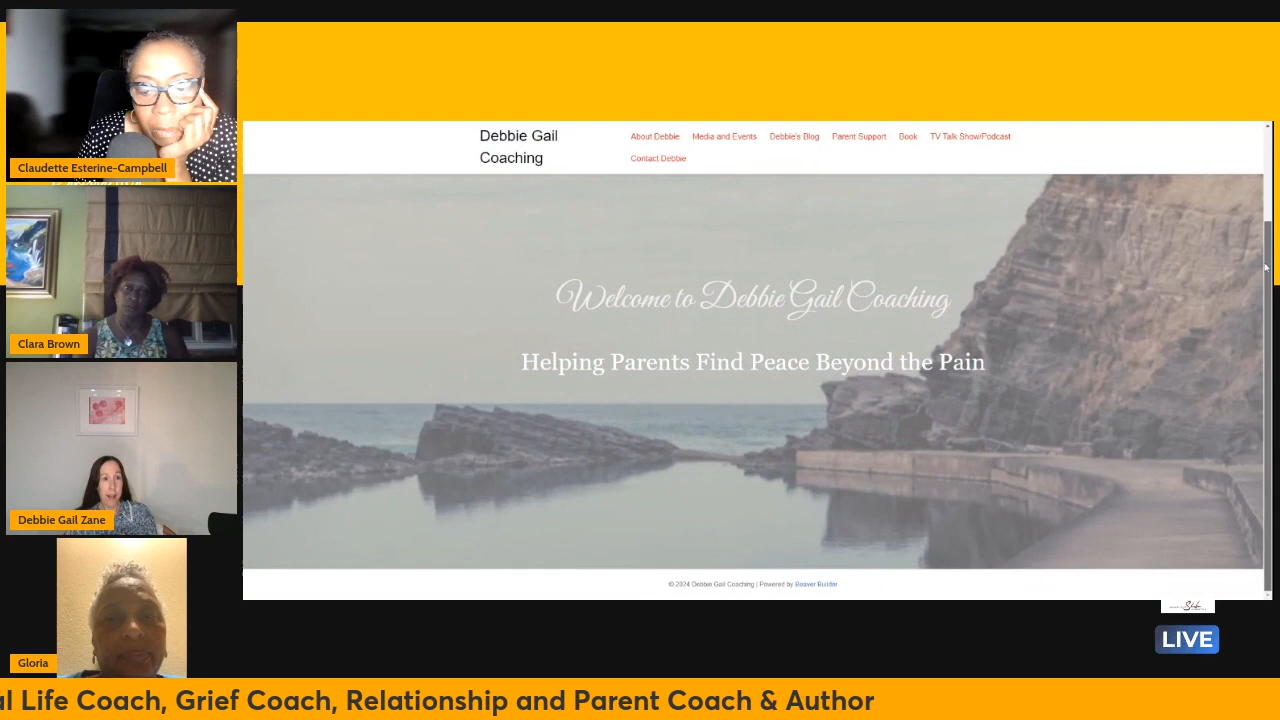 Claudette Esterine-Campbell
Clara Brown
Debbie Gail Zane
Gloria
Debbie Gail
Coaching
About Debbie Media and Events Debbie's Blog Parent Support Book TV Talk Show/Podcast
Contact Debbie
Welcome to Debbie Gail Coaching
Helping Parents Find Peace Beyond the Pain
© 2024 Debbie Gail Coaching | Powered by Beaver Builder
LIVE
al Life Coach, Grief Coach, Relationship and Parent Coach & Author